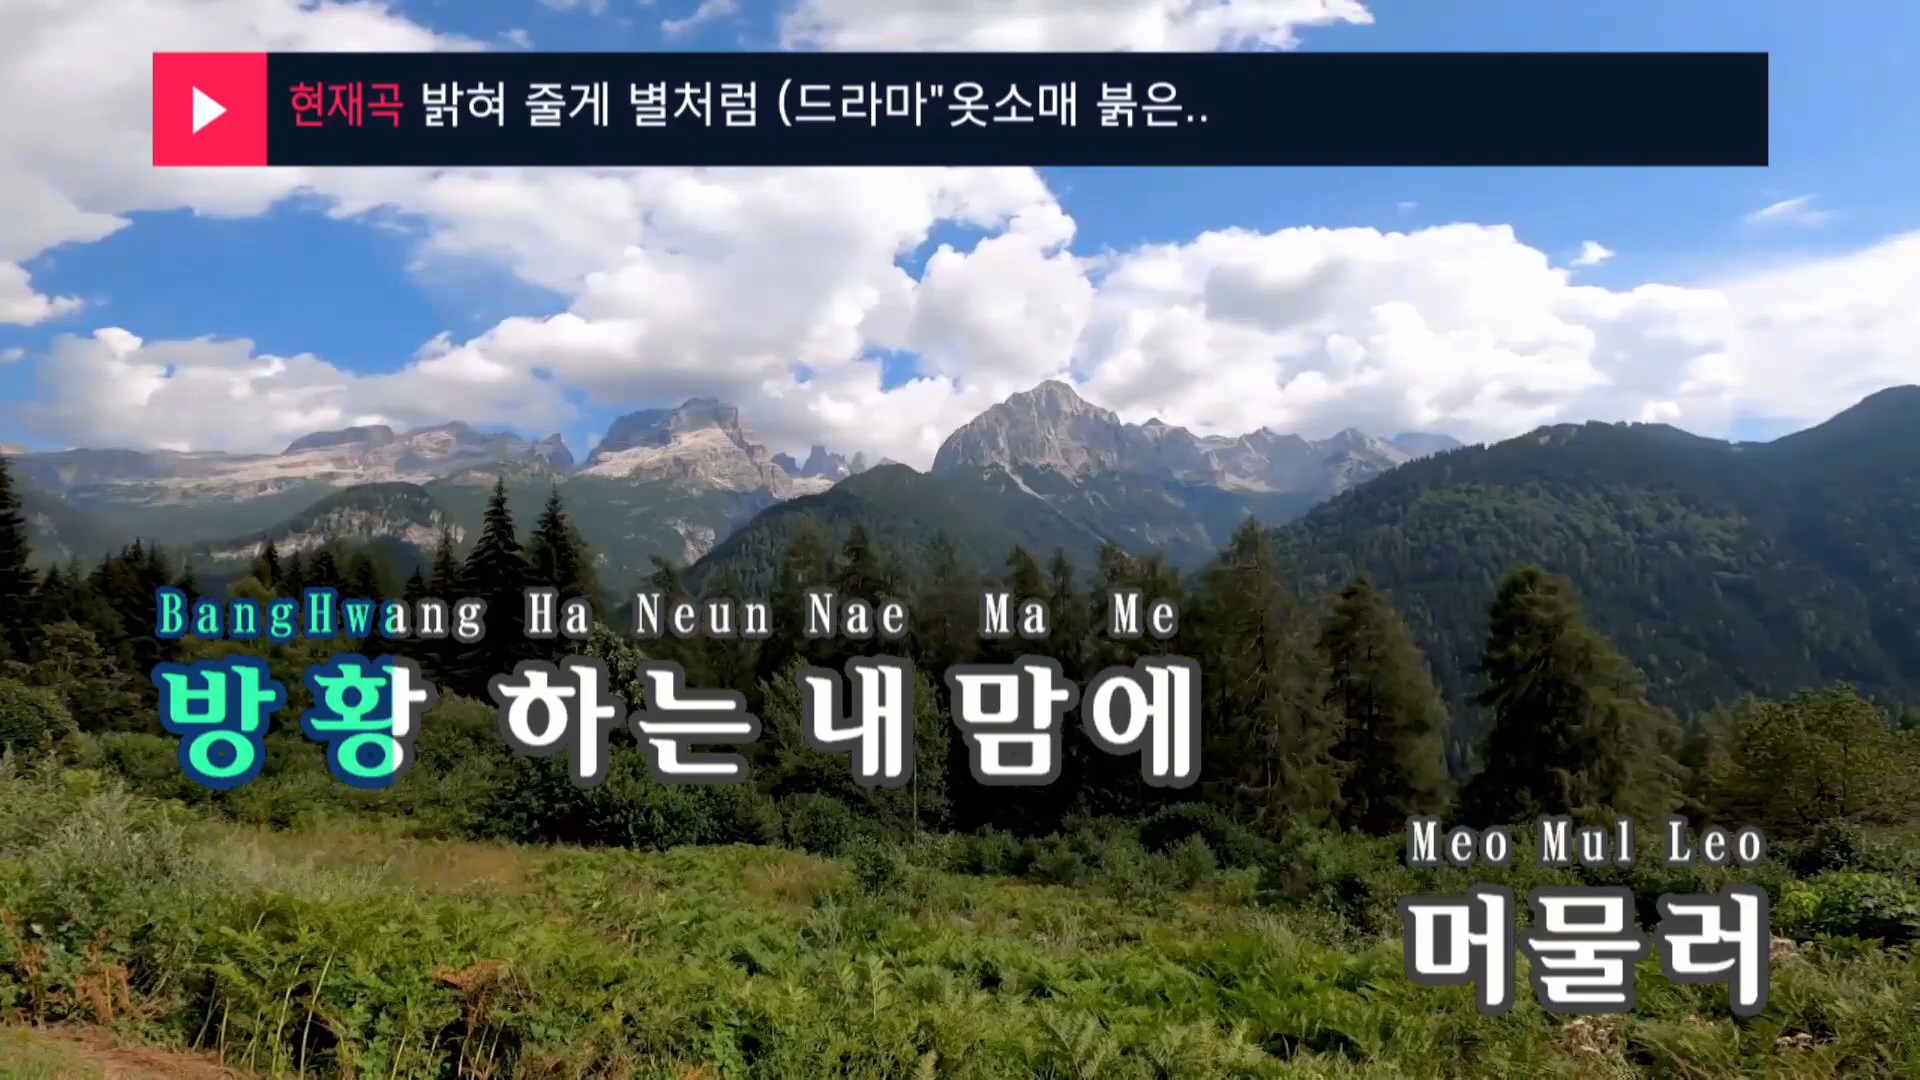 현재곡 밝혀 줄게 별처럼 (드라마"옷소매 붉은..
BangHwang Ha Neun Nae Ma Me
방황 하는 내 맘에
Meo Mul Leo
머물러